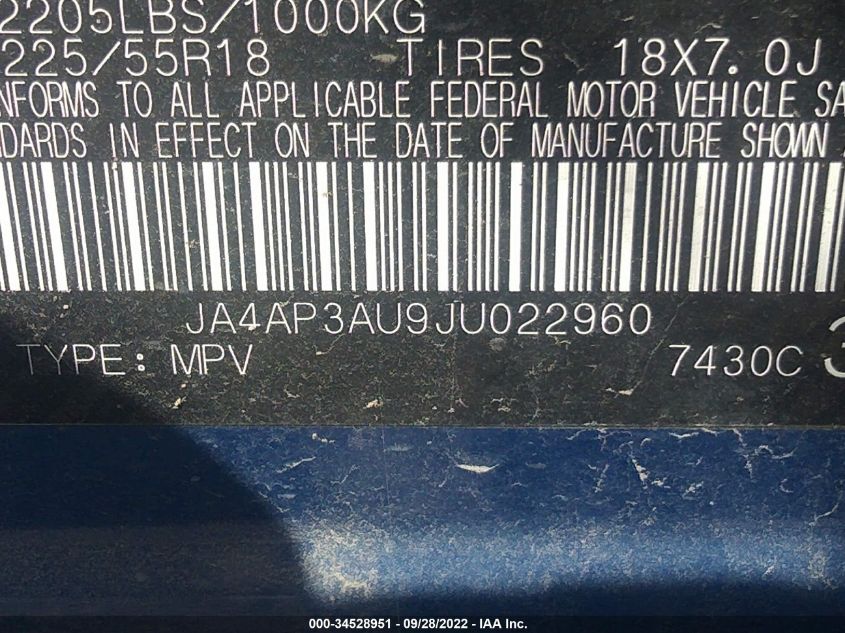 2205LBS/1000KG
225/55R18 TIRES 18X7.0J
NFORMS TO ALL APPLICABLE FEDERAL MOTOR VEHICLE SA
DARDS IN EFFECT ON THE DATE OF MANUFACTURE SHOWN
JA4AP3AU9JU022960
TYPE: MPV 7430C 3
000-34528951 - 09/28/2022 - IAA Inc.